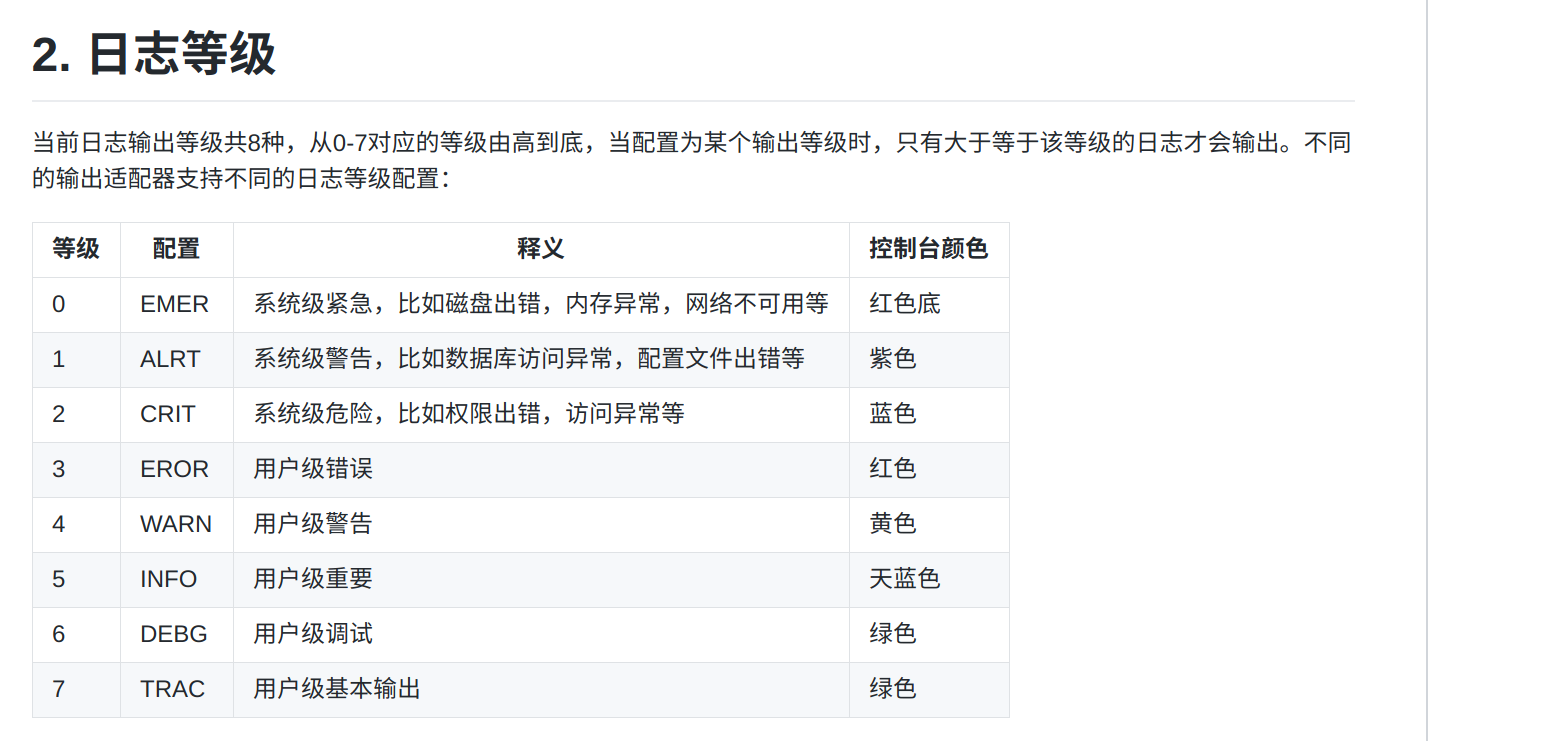 2. 日志等级
当前日志输出等级共8种，从0-7对应的等级由高到底，当配置为某个输出等级时，只有大于等于该等级的日志才会输出。不同
的输出适配器支持不同的日志等级配置：
等级 配置 释义 控制台颜色
0 EMER 系统级紧急，比如磁盘出错，内存异常，网络不可用等 红色底
1 ALRT 系统级警告，比如数据库访问异常，配置文件出错等 紫色
2 CRIT 系统级危险，比如权限出错，访问异常等 蓝色
3 EROR 用户级错误 红色
4 WARN 用户级警告 黄色
5 INFO 用户级重要 天蓝色
6 DEBG 用户级调试 绿色
7 TRAC 用户级基本输出 绿色